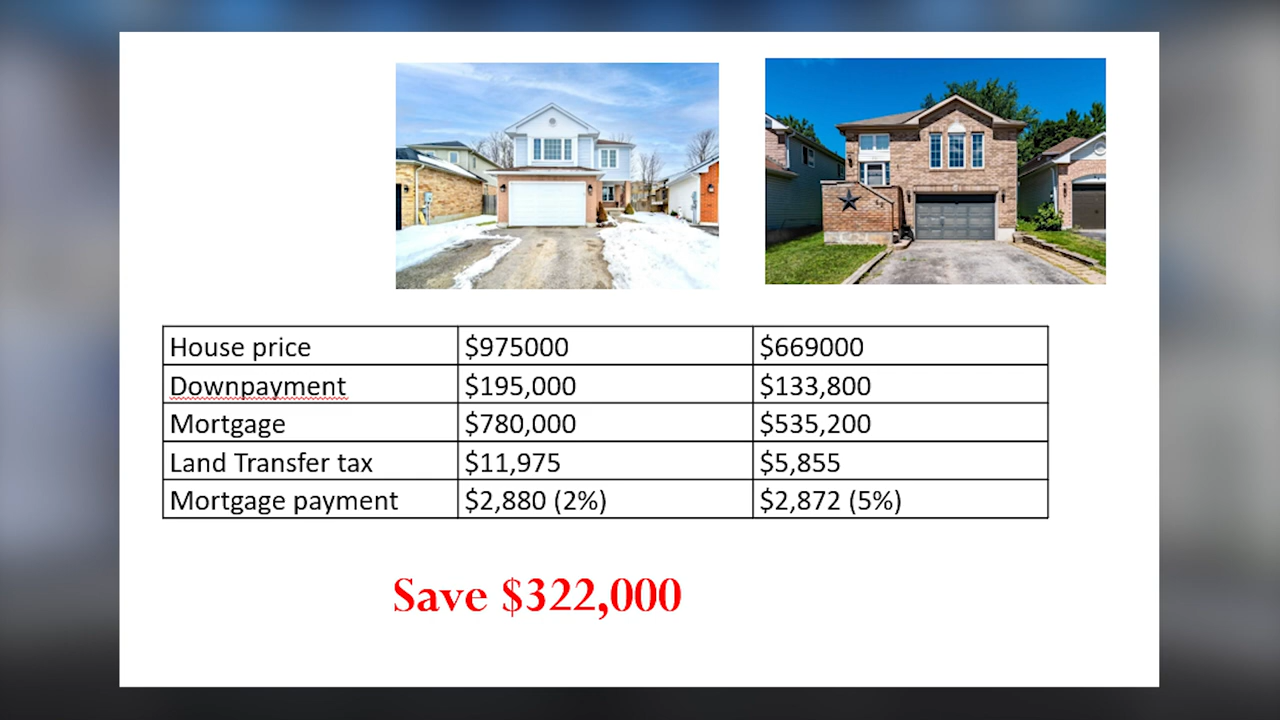 House price $975000 $669000
Downpayment $195,000 $133,800
Mortgage $780,000 $535,200
Land Transfer tax $11,975 $5,855
Mortgage payment $2,880 (2%) $2,872 (5%)
Save $322,000